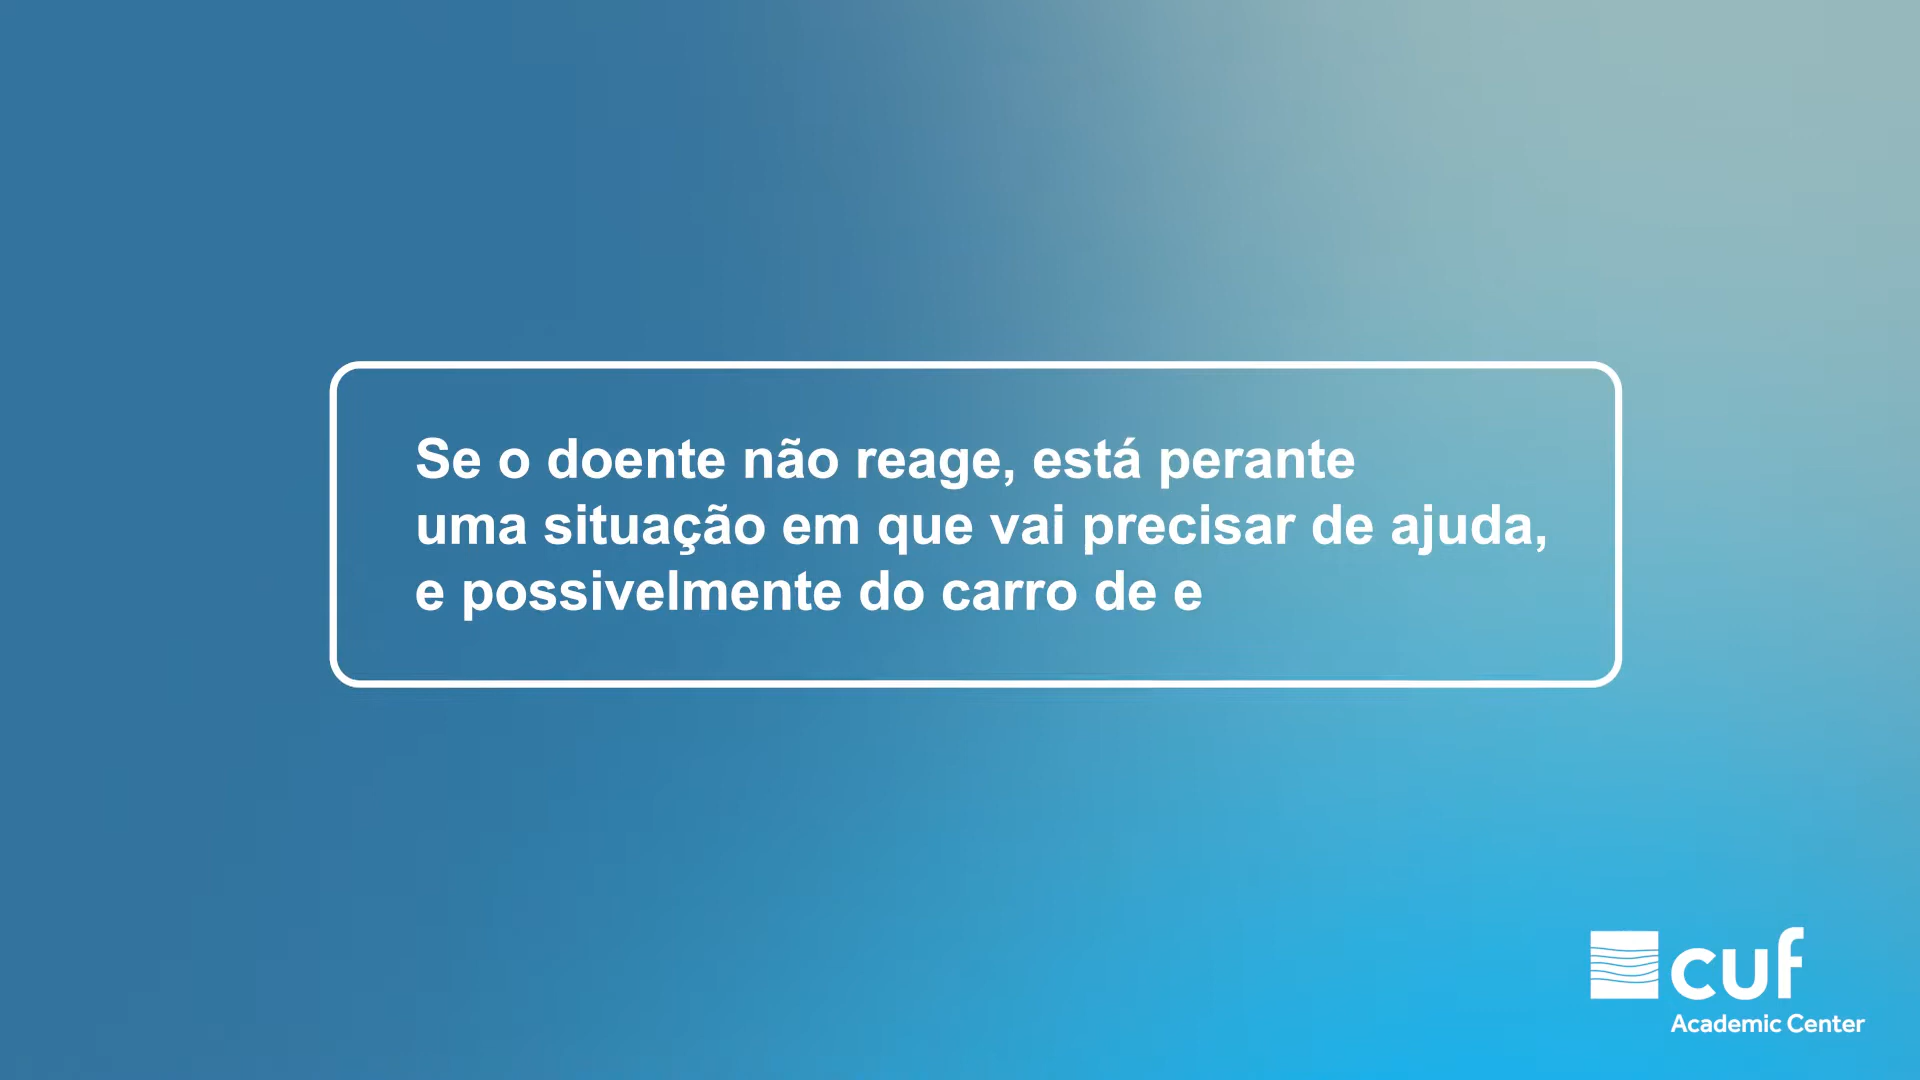 Se o doente não reage, está perante
uma situação em que vai precisar de ajuda,
e possivelmente do carro de e
cuf
Academic Center